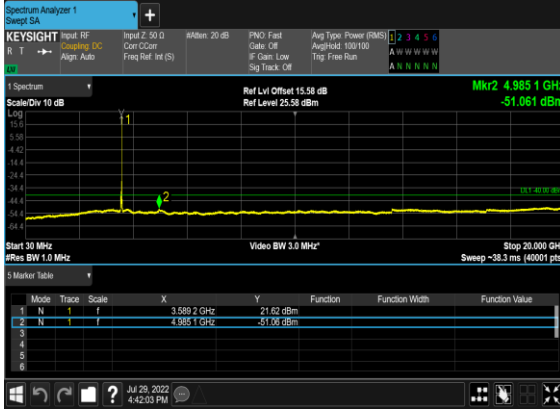 Spectrum Analyzer 1
Swept SA
+
KEYSIGHT Input: RF Input Z: 50 Ω #Atten: 20 dB PNO: Fast Avg Type: Power (RMS) 1 2 3 4 5 6
R T Coupling: DC Corr CCorr Gate: Off Avg|Hold: 100/100 A W W W W W
Align: Auto Freq Ref: Int (S) IF Gain: Low Trig: Free Run
Sig Track: Off A N N N N N
1 Spectrum Ref Lvl Offset 15.58 dB Mkr2 4.985 1 GHz
Scale/Div 10 dB Ref Level 25.58 dBm -51.061 dBm
Log
15.6
5.58
-4.42
-14.4
-24.4
-34.4
-44.4
-54.4
1
2
Start 30 MHz Video BW 3.0 MHz* Stop 20.000 GH
#Res BW 1.0 MHz Sweep ~38.3 ms (40001 pts
5 Marker Table
Mode Trace Scale X Y Function Function Width Function Value
1 N 1 f 3.589 2 GHz 21.62 dBm
2 N 1 f 4.985 1 GHz -51.06 dBm
3
4
5
6
? Jul 29, 2022
4:42:03 PM